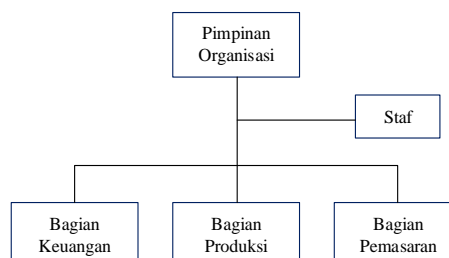 Pimpinan
Organisasi
Staf
Bagian
Keuangan
Bagian
Produksi
Bagian
Pemasaran